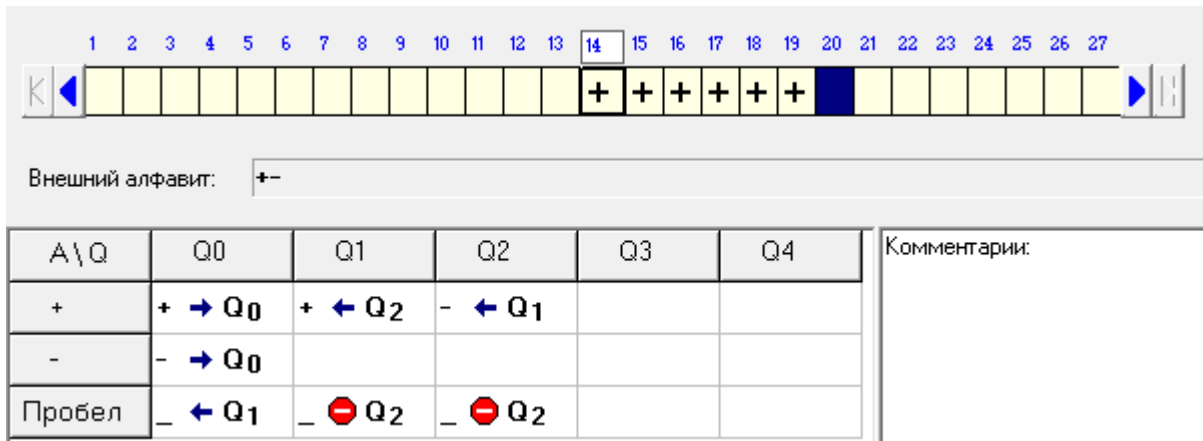 1 2 3 4 5 6 7 8 9 10 11 12 13 14 15 16 17 18 19 20 21 22 23 24 25 26 27
+ + + + + +
Внешний алфавит: +-
A\Q Q0 Q1 Q2 Q3 Q4 Комментарии:
+ + → Q0 + ← Q2 - ← Q1
- - → Q0
Пробел _ ← Q1 _ ⛔ Q2 _ ⛔ Q2